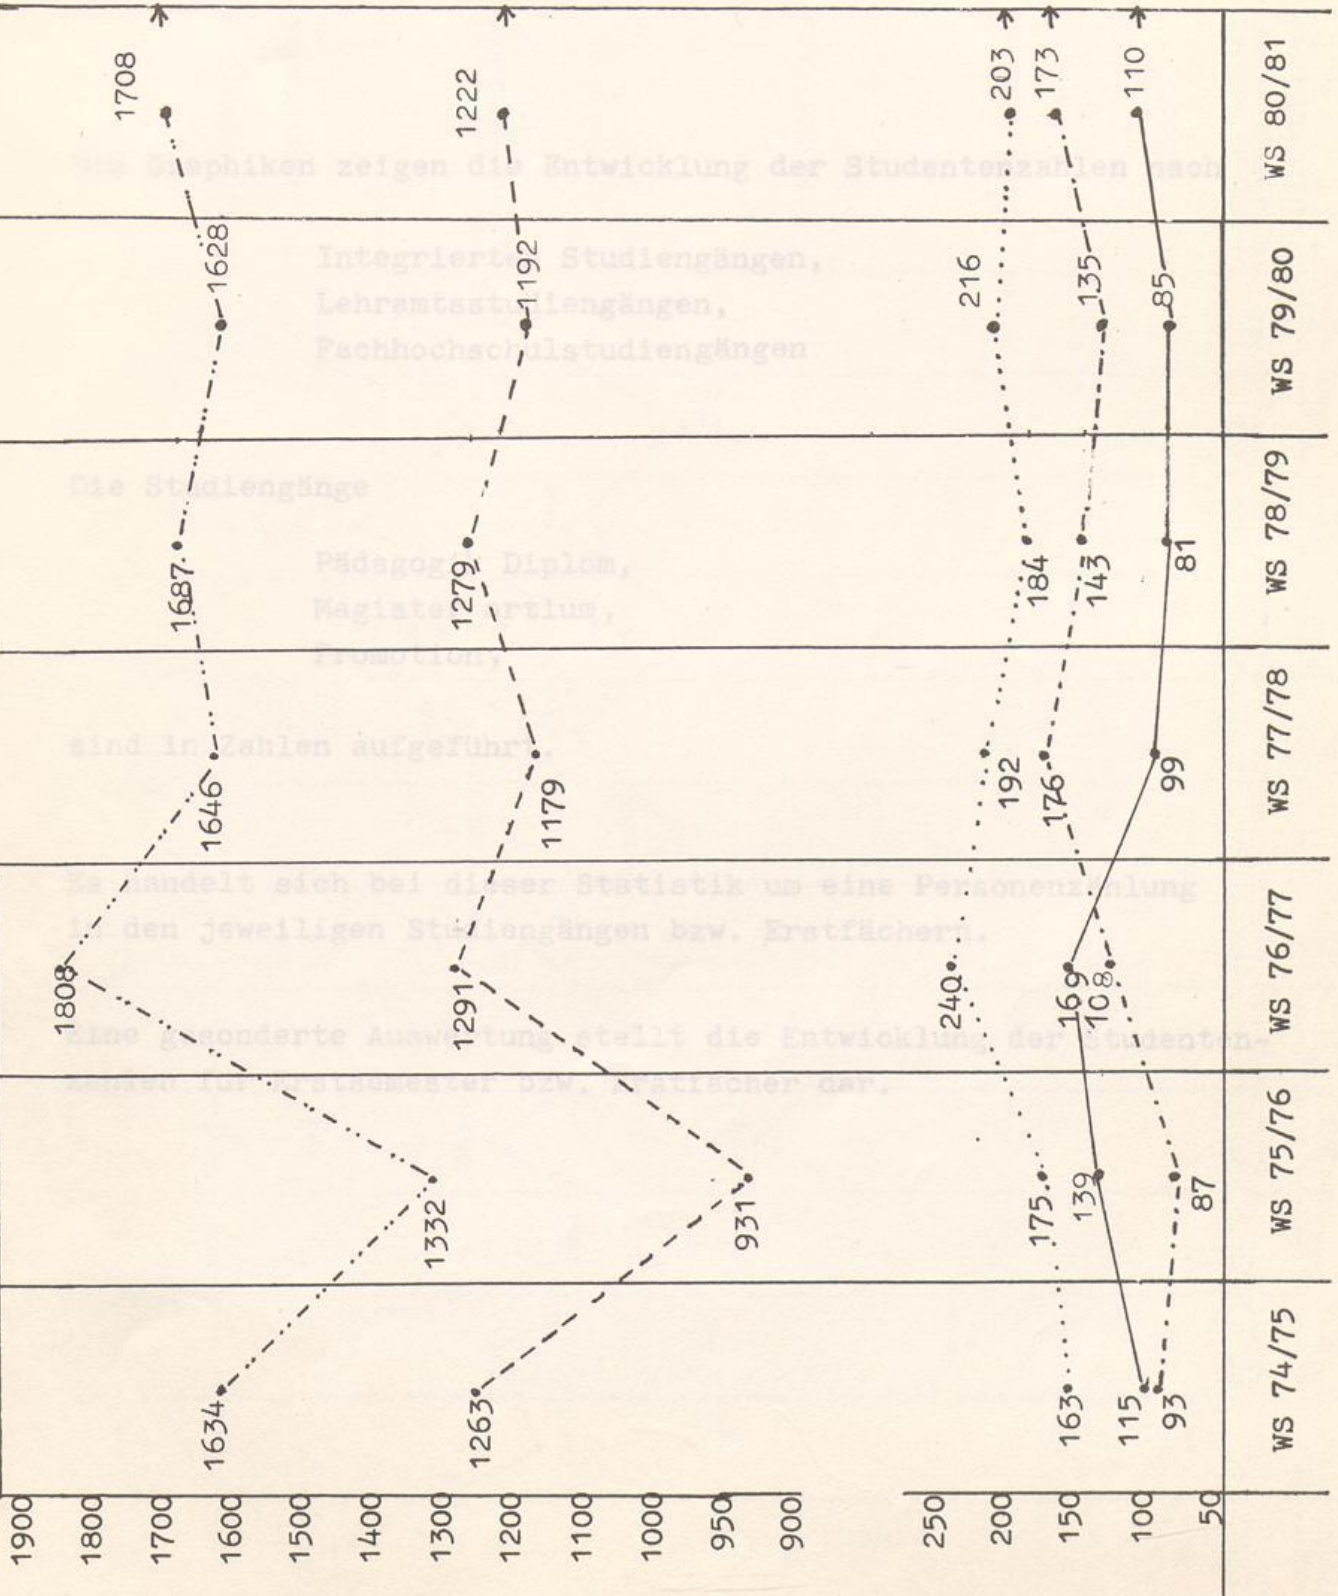 1900
1800
1700
1600
1500
1400
1300
1200
1100
1000
950
900
250
200
150
100
50
1634 1332 1808 1646 1687 1628 1708
1263 931 1291 1179 1279 1192 1222
163 175 240 192 184 216 203
115 139 169 99 81 85 110
93 87 108 176 143 135 173
WS 74/75 WS 75/76 WS 76/77 WS 77/78 WS 78/79 WS 79/80 WS 80/81
Die Graphiken zeigen die Entwicklung der Studentenzahlen nach
Integrierten Studiengängen,
Lehramtsstudiengängen,
Fachhochschulstudiengängen
Die Studiengänge
Pädagogik Diplom,
Magister artium,
Promotion,
sind in Zahlen aufgeführt.
Es handelt sich bei dieser Statistik um eine Personenzählung
in den jeweiligen Studiengängen bzw. Erstfächern.
Eine gesonderte Auswertung stellt die Entwicklung der Studenten-
zahlen für Erstsemester bzw. dar.